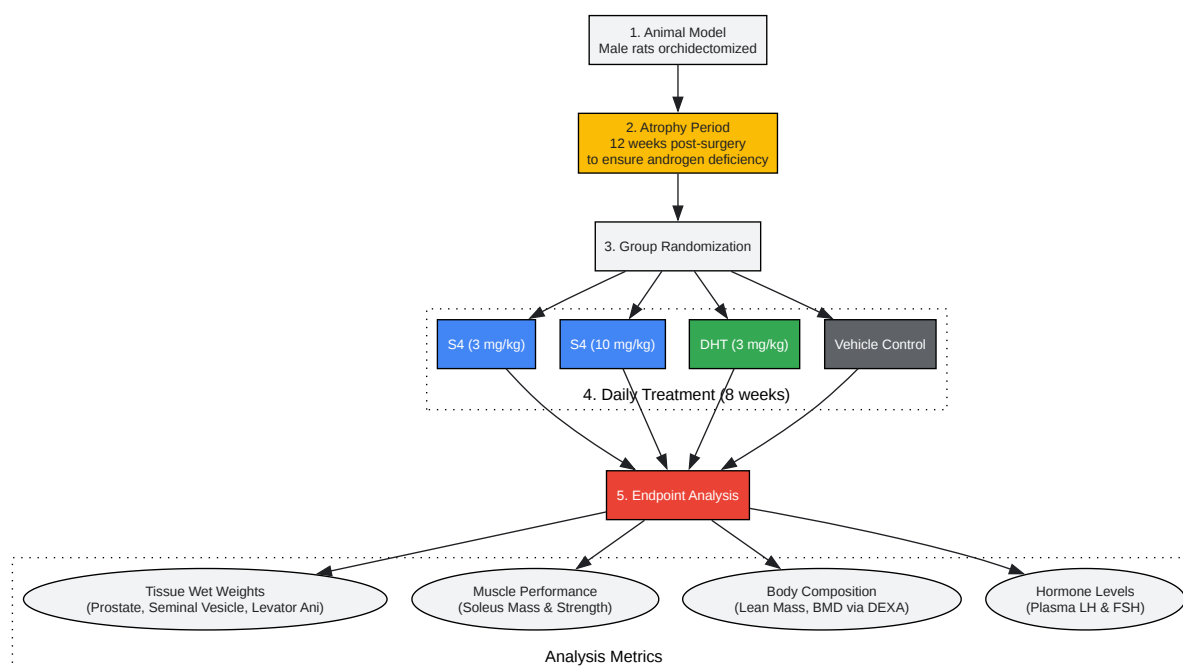 1. Animal Model
Male rats orchidectomized
2. Atrophy Period
12 weeks post-surgery
to ensure androgen deficiency
3. Group Randomization
S4 (3 mg/kg)
S4 (10 mg/kg)
DHT (3 mg/kg)
Vehicle Control
4. Daily Treatment (8 weeks)
5. Endpoint Analysis
Tissue Wet Weights
(Prostate, Seminal Vesicle, Levator Ani)
Muscle Performance
(Soleus Mass & Strength)
Body Composition
(Lean Mass, BMD via DEXA)
Hormone Levels
(Plasma LH & FSH)
Analysis Metrics